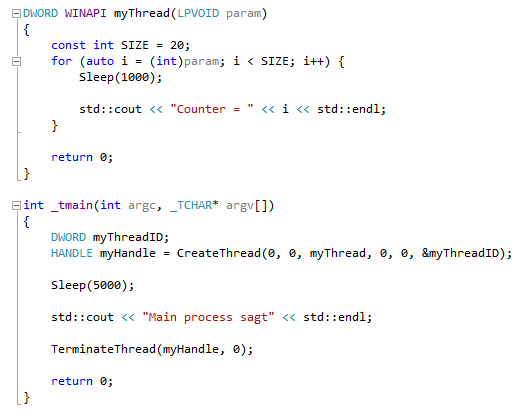 DWORD WINAPI myThread(LPVOID param)
{
    const int SIZE = 20;
    for (auto i = (int)param; i < SIZE; i++) {
        Sleep(1000);

        std::cout << "Counter = " << i << std::endl;
    }

    return 0;
}

int _tmain(int argc, _TCHAR* argv[])
{
    DWORD myThreadID;
    HANDLE myHandle = CreateThread(0, 0, myThread, 0, 0, &myThreadID);

    Sleep(5000);

    std::cout << "Main process sagt" << std::endl;

    TerminateThread(myHandle, 0);

    return 0;
}